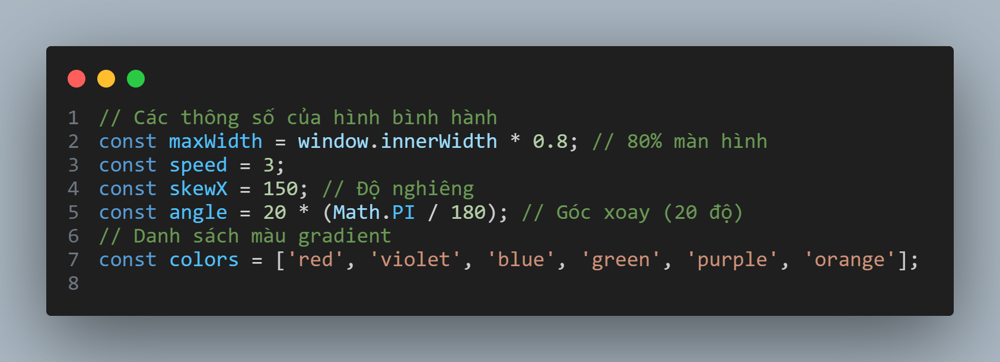 1 // Các thông số của hình bình hành
2 const maxWidth = window.innerWidth * 0.8; // 80% màn hình
3 const speed = 3;
4 const skewX = 150; // Độ nghiêng
5 const angle = 20 * (Math.PI / 180); // Góc xoay (20 độ)
6 // Danh sách màu gradient
7 const colors = ['red', 'violet', 'blue', 'green', 'purple', 'orange'];
8